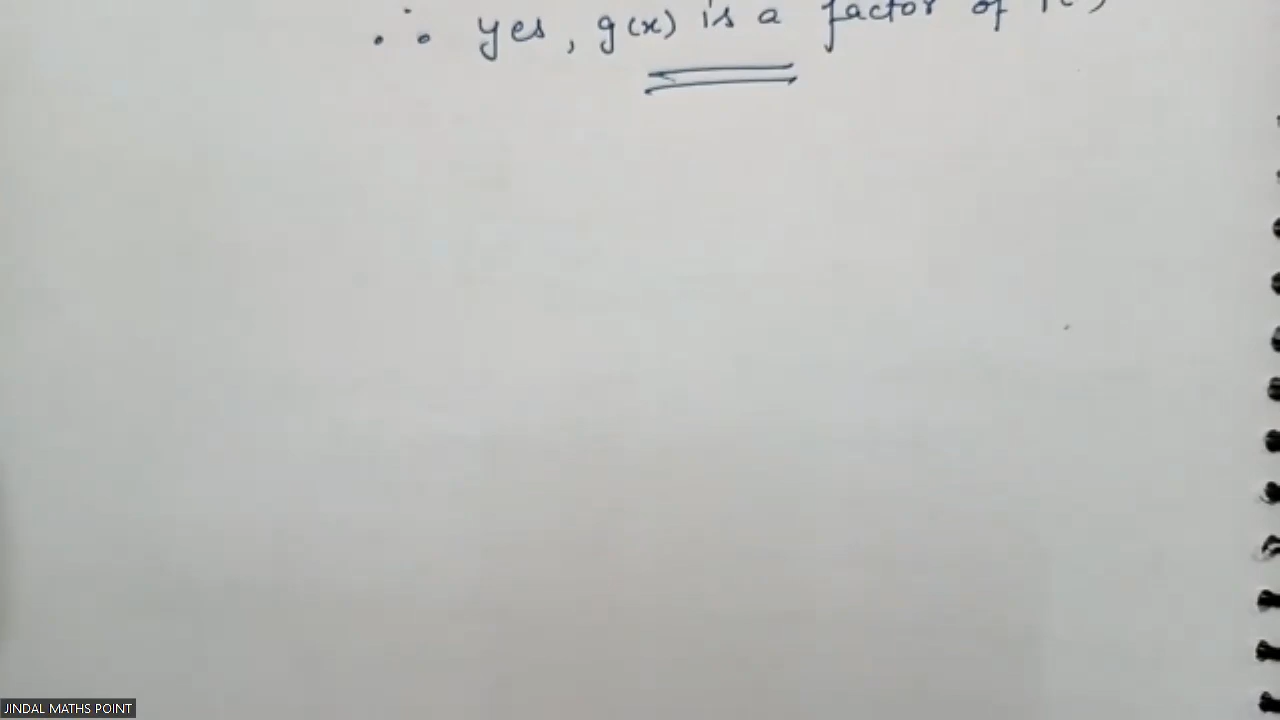 ∴ yes, g(x) is a factor of
JINDAL MATHS POINT